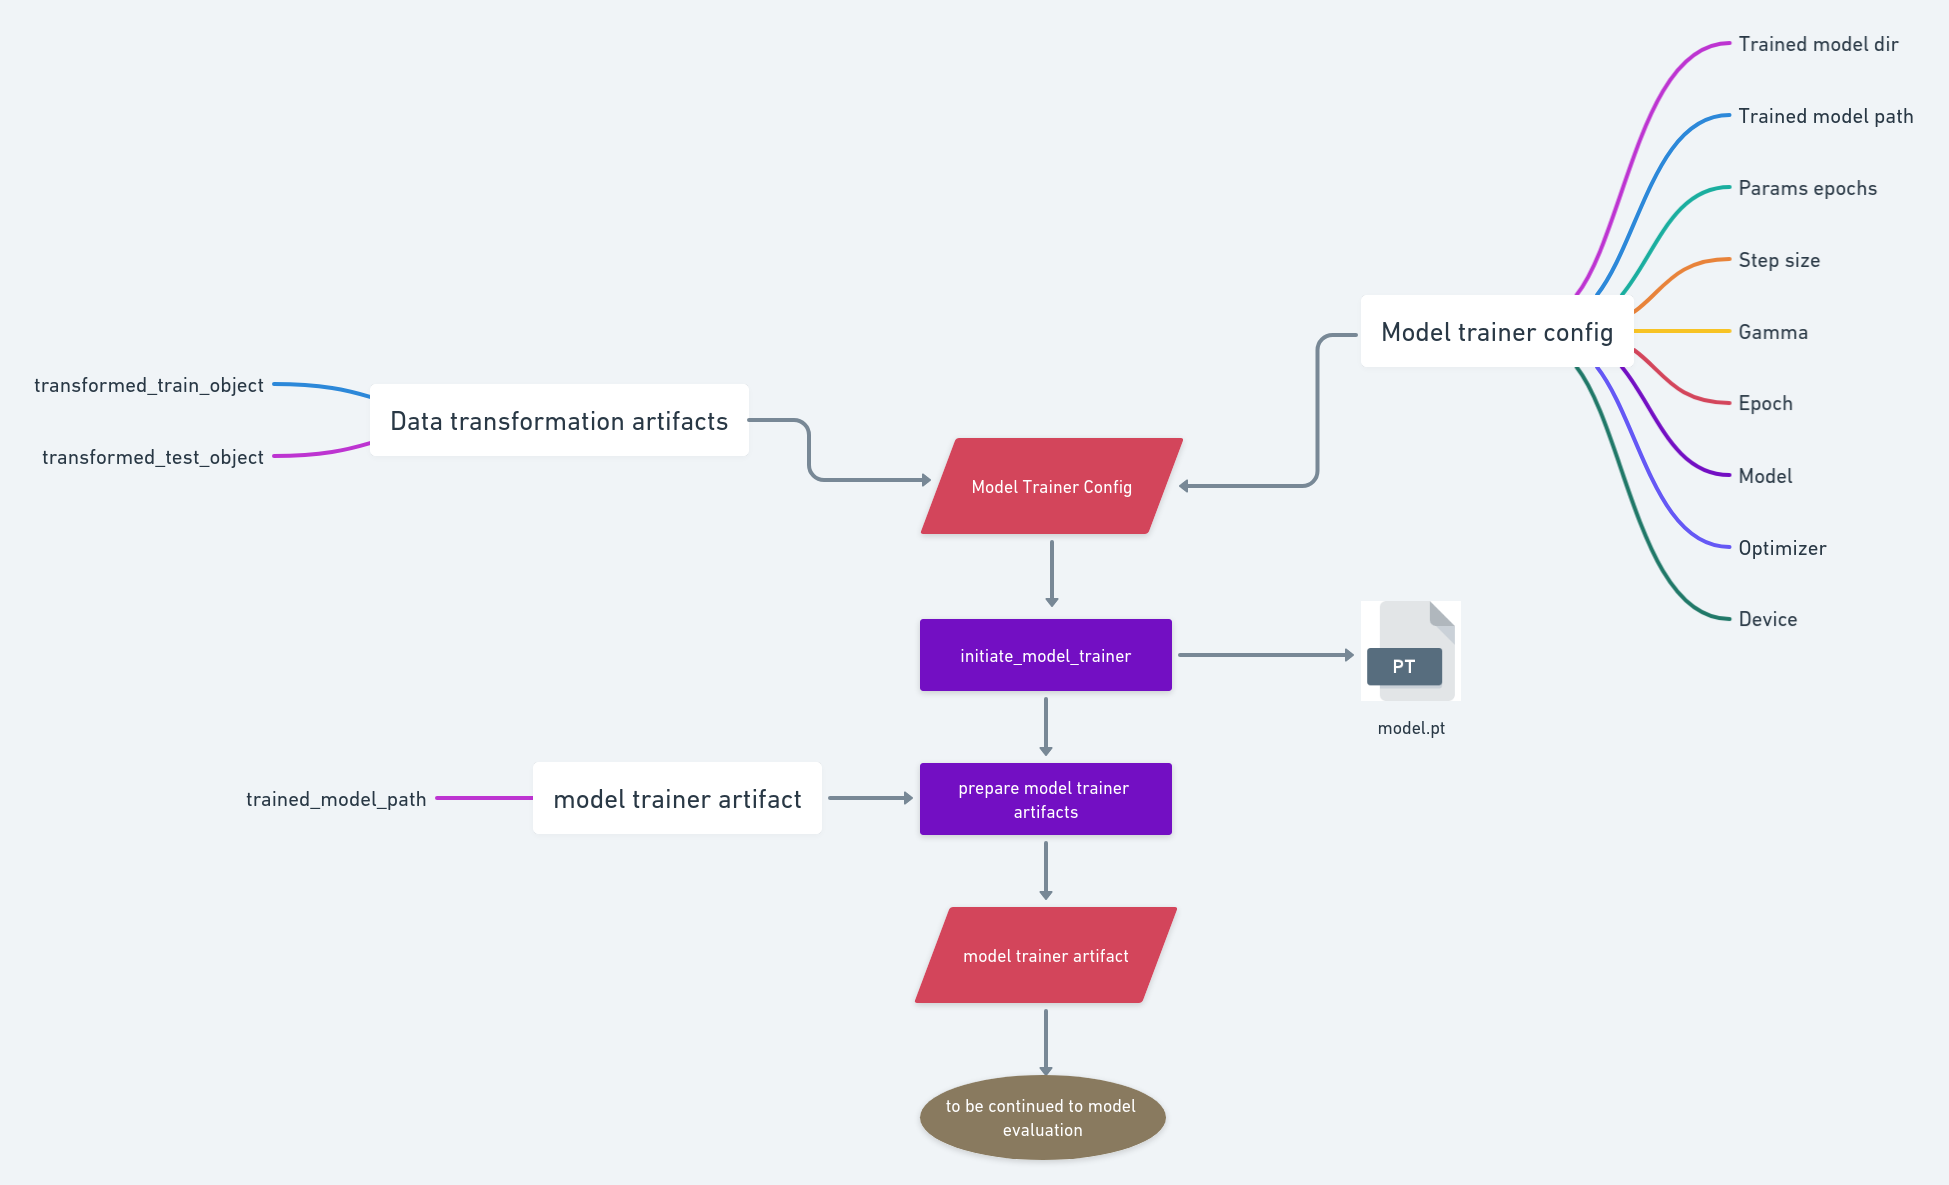 Trained model dir
Trained model path
Params epochs
Step size
Model trainer config
Gamma
Epoch
Model
Optimizer
Device
transformed_train_object
Data transformation artifacts
transformed_test_object
Model Trainer Config
initiate_model_trainer
PT
model.pt
trained_model_path
model trainer artifact
prepare model trainer
artifacts
model trainer artifact
to be continued to model
evaluation